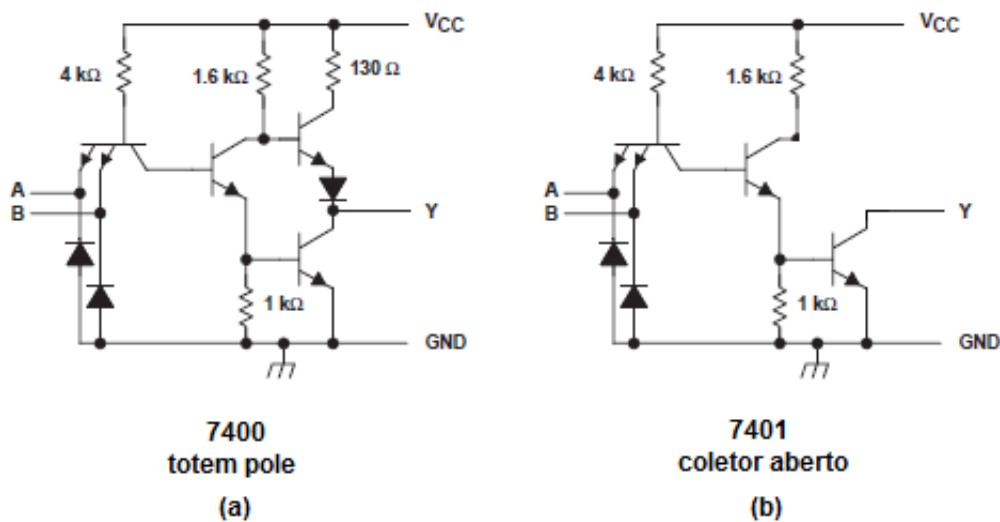 VCC
4 kΩ
1.6 kΩ
130 Ω
A
B
Y
1 kΩ
GND
7400
totem pole
(a)
VCC
4 kΩ
1.6 kΩ
A
B
Y
1 kΩ
GND
7401
coletor aberto
(b)